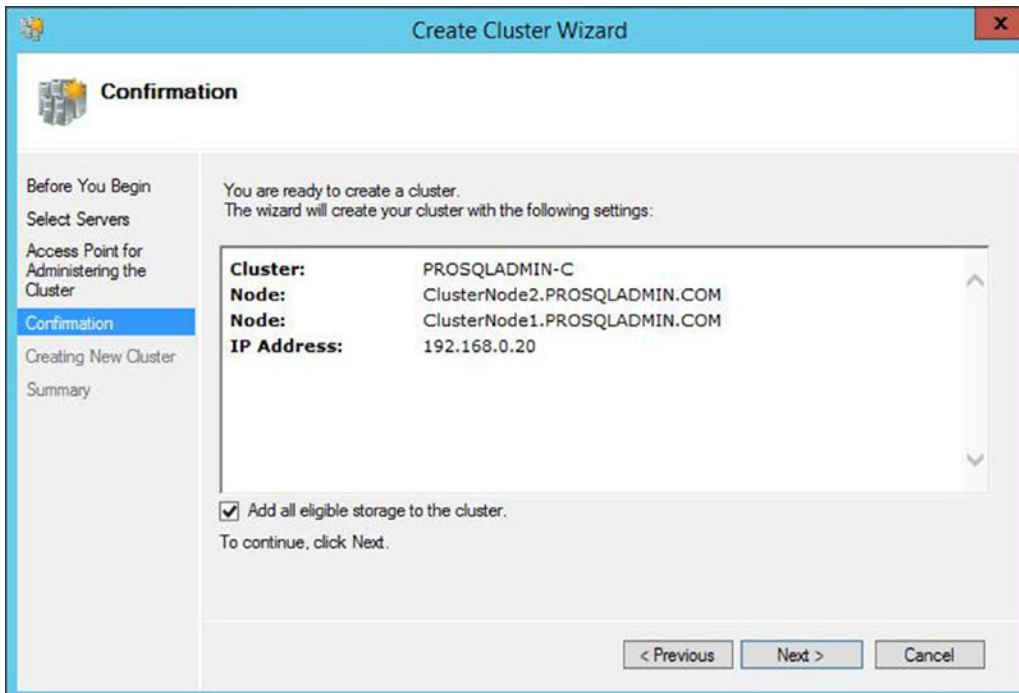 Create Cluster Wizard
x
Confirmation
Before You Begin
Select Servers
Access Point for
Administering the
Cluster
Confirmation
Creating New Cluster
Summary
You are ready to create a cluster.
The wizard will create your cluster with the following settings:
Cluster: PROSQLADMIN-C
Node: ClusterNode2.PROSQLADMIN.COM
Node: ClusterNode1.PROSQLADMIN.COM
IP Address: 192.168.0.20
Add all eligible storage to the cluster.
To continue, click Next.
< Previous Next > Cancel